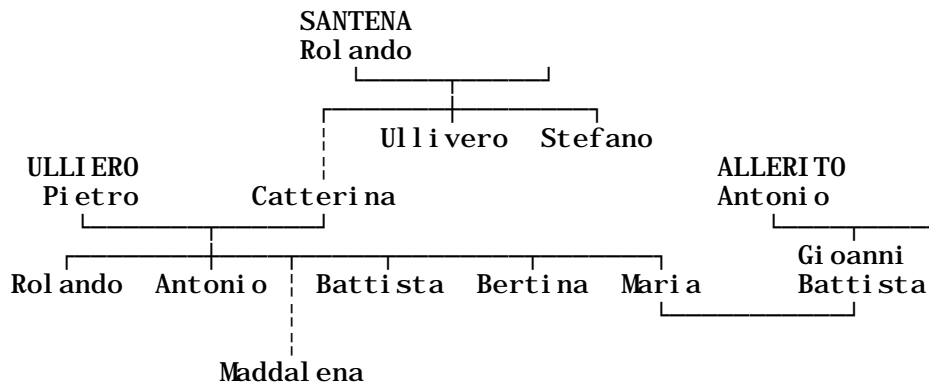 SANTENA
Rolando
Ullivero Stefano
ULLIERO ALLERITO
Pietro Catterina Antonio
Gioanni
Rolando Antonio Battista Bertina Maria Battista
Maddalena